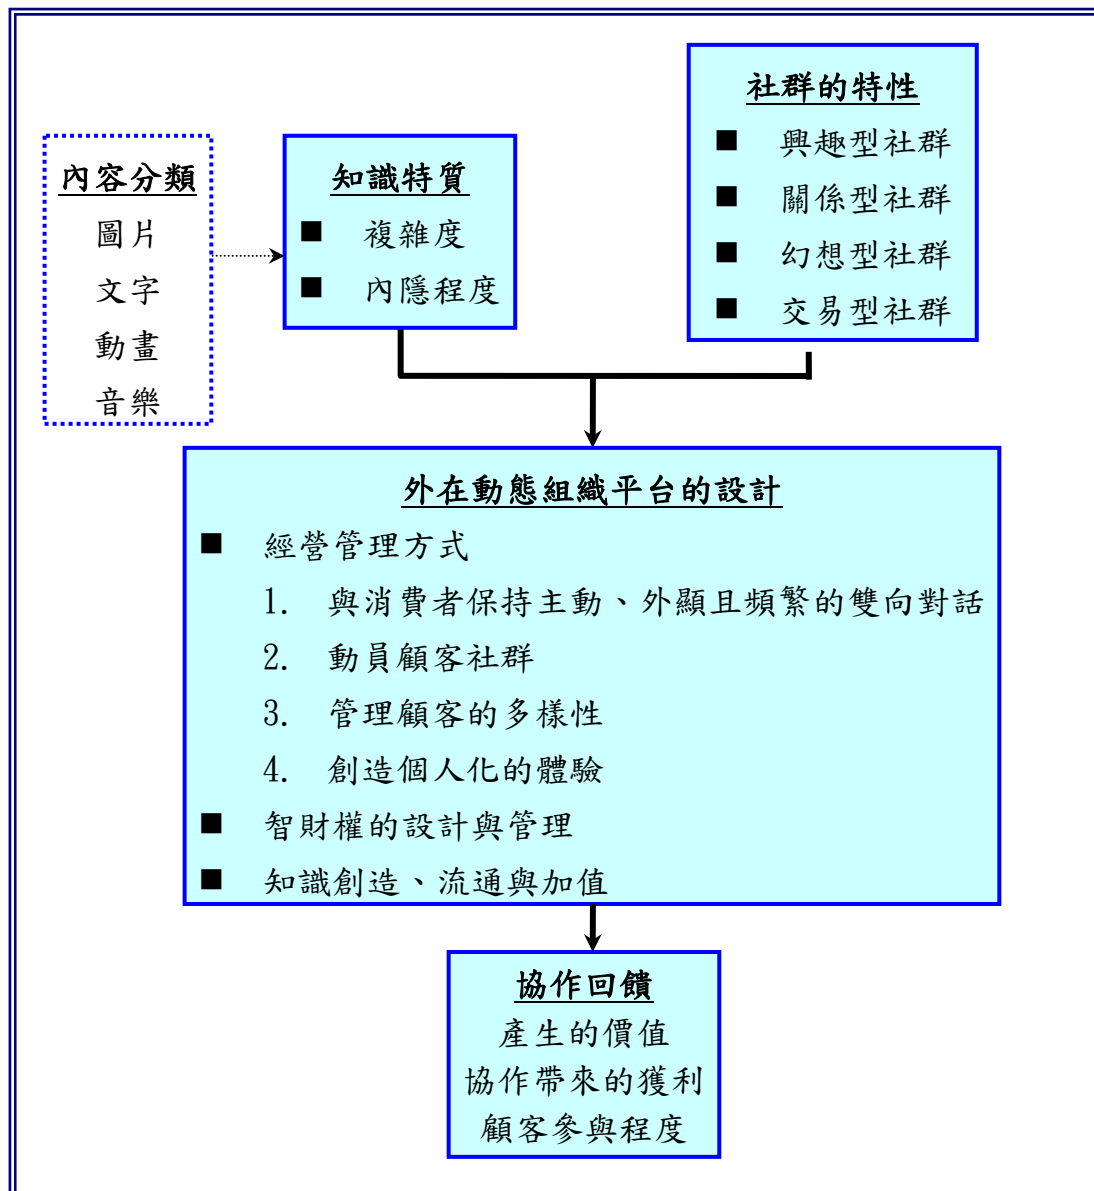 內容分類
圖片
文字
動畫
音樂
知識特質
■ 複雜度
■ 內隱程度
社群的特性
■ 興趣型社群
■ 關係型社群
■ 幻想型社群
■ 交易型社群
外在動態組織平台的設計
■ 經營管理方式
1. 與消費者保持主動、外顯且頻繁的雙向對話
2. 動員顧客社群
3. 管理顧客的多樣性
4. 創造個人化的體驗
■ 智財權的設計與管理
■ 知識創造、流通與加值
協作回饋
產生的價值
協作帶來的獲利
顧客參與程度